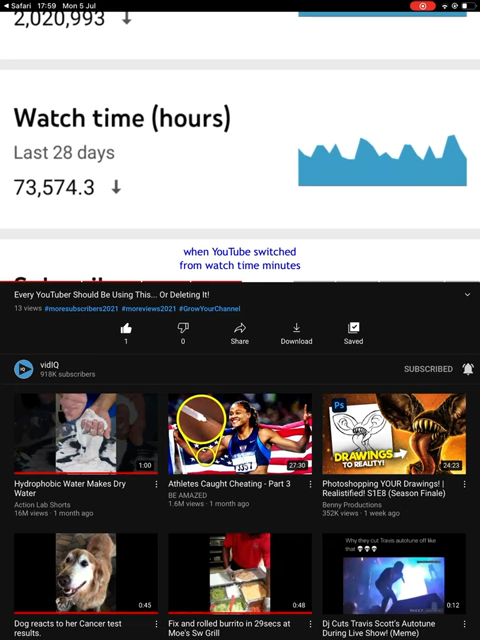 Safari 17:59 Mon 5 Jul
2,020,993
Watch time (hours)
Last 28 days
73,574.3
when YouTube switched
from watch time minutes
Every YouTuber Should Be Using This... Or Deleting It!
13 views #moresubscribers2021 #moreviews2021 #GrowYourChannel
1
0
Share
Download
Saved
vidIQ
918K subscribers
SUBSCRIBED
1:00
Hydrophobic Water Makes Dry
Water
Action Lab Shorts
16M views · 1 month ago
27:30
Athletes Caught Cheating - Part 3
BE AMAZED
1.6M views · 1 month ago
Ps
DRAWINGS
TO REALITY!
24:23
Photoshopping YOUR Drawings! |
Realistified! S1E8 (Season Finale)
Benny Productions
352K views · 1 week ago
0:45
Dog reacts to her Cancer test
results.
0:48
Fix and rolled burrito in 29secs at
Moe's Sw Grill
Why they cut Travis autotune off like
that 💀💀💀
0:12
Dj Cuts Travis Scott's Autotune
During Live Show! (Meme)